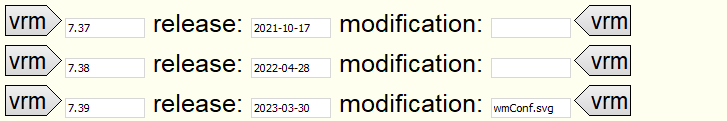 vrm 7.37 release: 2021-10-17 modification: vrm
vrm 7.38 release: 2022-04-28 modification: vrm
vrm 7.39 release: 2023-03-30 modification: wmConf.svg vrm